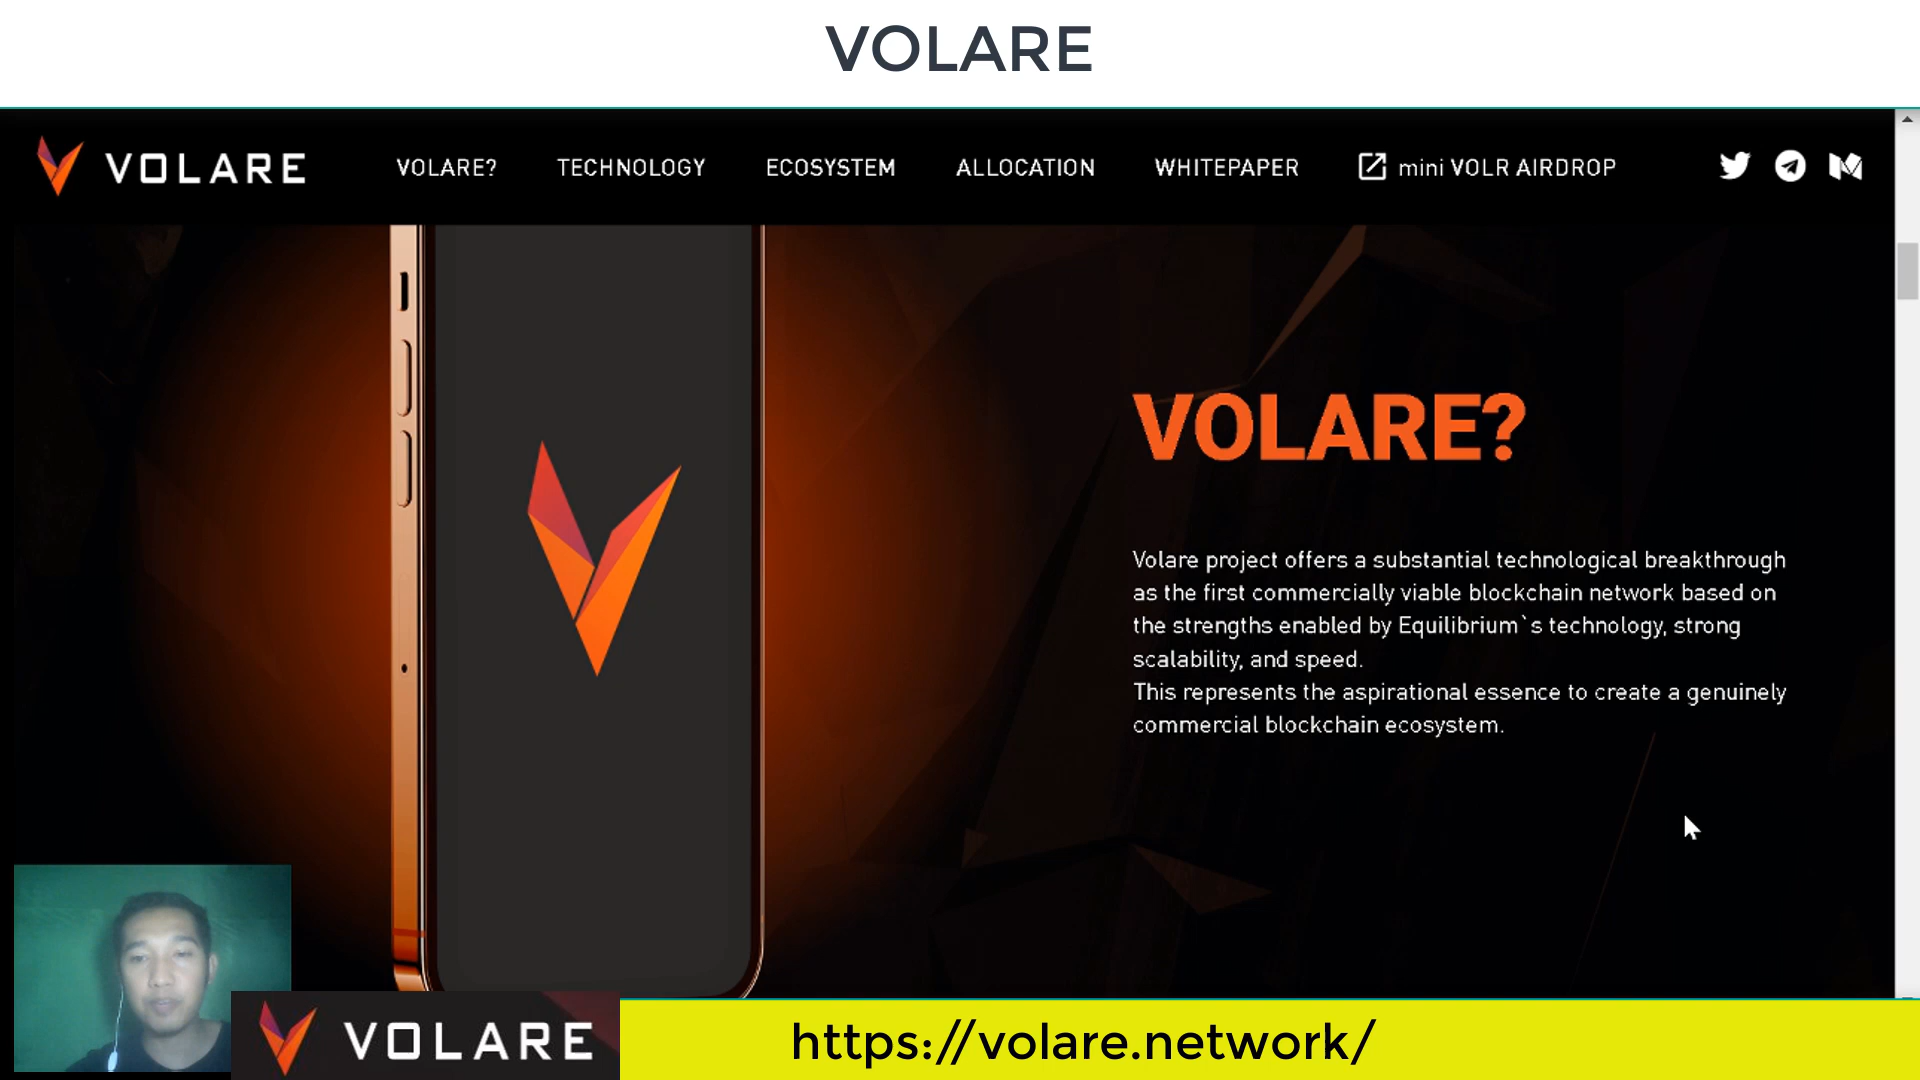 VOLARE
VOLARE
VOLARE?
TECHNOLOGY
ECOSYSTEM
ALLOCATION
WHITEPAPER
mini VOLR AIRDROP
VOLARE?
Volare project offers a substantial technological breakthrough
as the first commercially viable blockchain network based on
the strengths enabled by Equilibrium`s technology, strong
scalability, and speed.
This represents the aspirational essence to create a genuinely
commercial blockchain ecosystem.
VOLARE
https://volare.network/